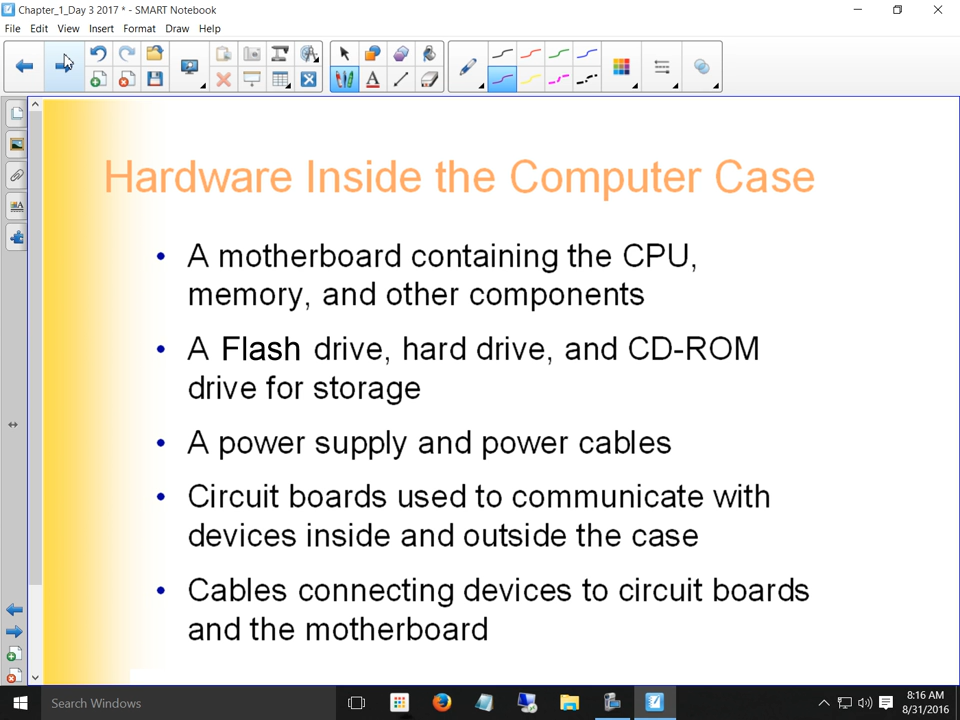 Chapter_1_Day 3 2017 * - SMART Notebook
File Edit View Insert Format Draw Help
Hardware Inside the Computer Case
• A motherboard containing the CPU,
memory, and other components
• A Flash drive, hard drive, and CD-ROM
drive for storage
• A power supply and power cables
• Circuit boards used to communicate with
devices inside and outside the case
• Cables connecting devices to circuit boards
and the motherboard
Search Windows
8:16 AM
8/31/2016